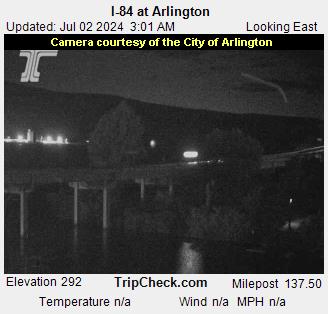 I-84 at Arlington
Updated: Jul 02 2024 3:01 AM Looking East
Camera courtesy of the City of Arlington
Elevation 292 TripCheck.com Milepost 137.50
Temperature n/a Wind n/a MPH n/a